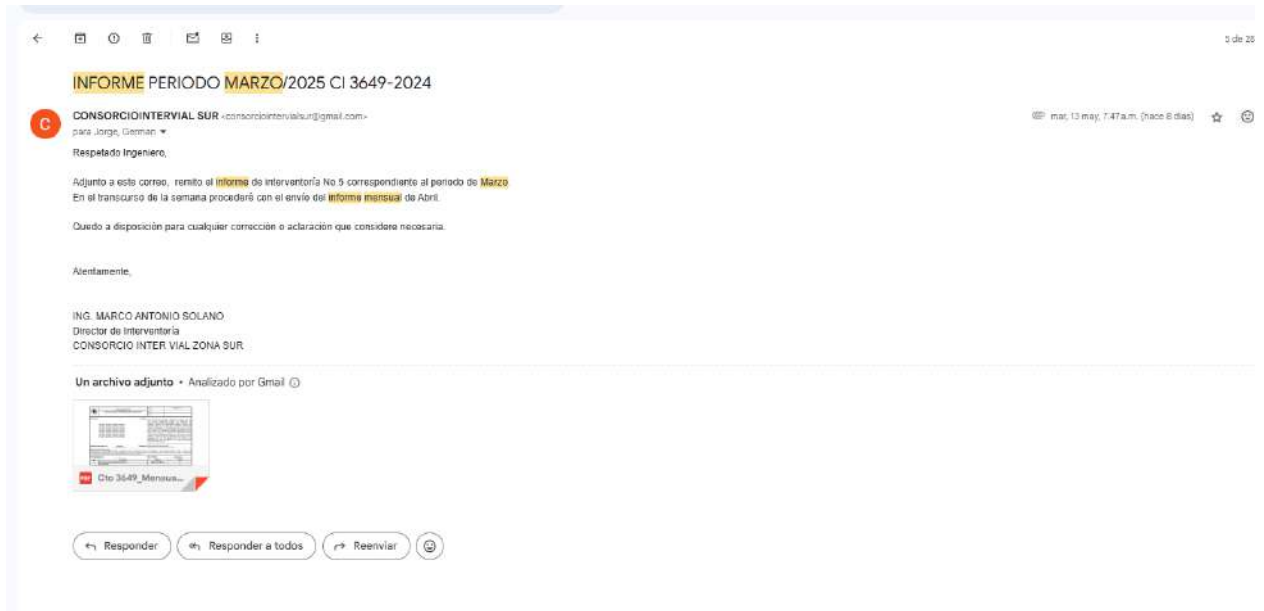 5 de 28
INFORME PERIODO MARZO/2025 CI 3649-2024
C
CONSORCIOINTERVIAL SUR <consorciointervialsur@gmail.com>
mar, 13 may, 7:47 a.m. (hace 8 días)
para Jorge, German
Respetado Ingeniero,
Adjunto a este correo, remito el informe de interventoría No 5 correspondiente al periodo de Marzo
En el transcurso de la semana procederé con el envío del informe mensual de Abril.
Quedo a disposición para cualquier corrección o aclaración que considere necesaria.
Atentamente,
ING. MARCO ANTONIO SOLANO
Director de Interventoría
CONSORCIO INTER VIAL ZONA SUR
Un archivo adjunto • Analizado por Gmail
PDF Cto 3649_Mensua...
Responder
Responder a todos
Reenviar